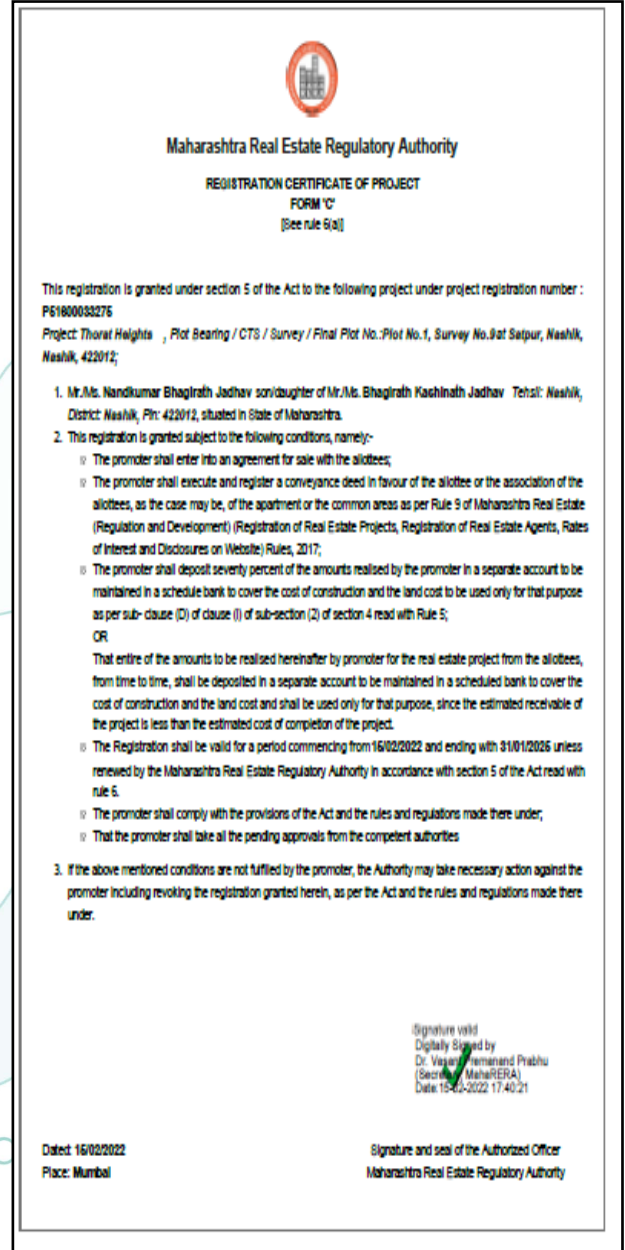 Maharashtra Real Estate Regulatory Authority
REGISTRATION CERTIFICATE OF PROJECT
FORM 'C'
[See rule 6(a)]
This registration is granted under section 5 of the Act to the following project under project registration number :
P51600033275
Project: Thorat Heights , Plot Bearing / CTS / Survey / Final Plot No.:Plot No.1, Survey No.9at Satpur, Nashik,
Nashik, 422012;
1. Mr./Ms. Nandkumar Bhagirath Jadhav son/daughter of Mr./Ms. Bhagirath Kachinath Jadhav Tehsil: Nashik,
District: Nashik, Pin: 422012, situated in State of Maharashtra.
2. This registration is granted subject to the following conditions, namely:-
The promoter shall enter into an agreement for sale with the allottees;
The promoter shall execute and register a conveyance deed in favour of the allottee or the association of the
allottees, as the case may be, of the apartment or the common areas as per Rule 9 of Maharashtra Real Estate
(Regulation and Development) (Registration of Real Estate Projects, Registration of Real Estate Agents, Rates
of Interest and Disclosures on Website) Rules, 2017;
The promoter shall deposit seventy percent of the amounts realised by the promoter in a separate account to be
maintained in a schedule bank to cover the cost of construction and the land cost to be used only for that purpose
as per sub- clause (D) of clause (l) of sub-section (2) of section 4 read with Rule 5;
OR
That entire of the amounts to be realised hereinafter by promoter for the real estate project from the allottees,
from time to time, shall be deposited in a separate account to be maintained in a scheduled bank to cover the
cost of construction and the land cost and shall be used only for that purpose, since the estimated receivable of
the project is less than the estimated cost of completion of the project.
The Registration shall be valid for a period commencing from 15/02/2022 and ending with 31/01/2025 unless
renewed by the Maharashtra Real Estate Regulatory Authority in accordance with section 5 of the Act read with
rule 6.
The promoter shall comply with the provisions of the Act and the rules and regulations made there under;
That the promoter shall take all the pending approvals from the competent authorities
3. If the above mentioned conditions are not fulfilled by the promoter, the Authority may take necessary action against the
promoter including revoking the registration granted herein, as per the Act and the rules and regulations made there
under.
Signature valid
Digitally Signed by
Dr. Vasant Premanand Prabhu
(Secretary, MahaRERA)
Date:15-02-2022 17:40:21
Dated: 15/02/2022
Signature and seal of the Authorized Officer
Place: Mumbai
Maharashtra Real Estate Regulatory Authority